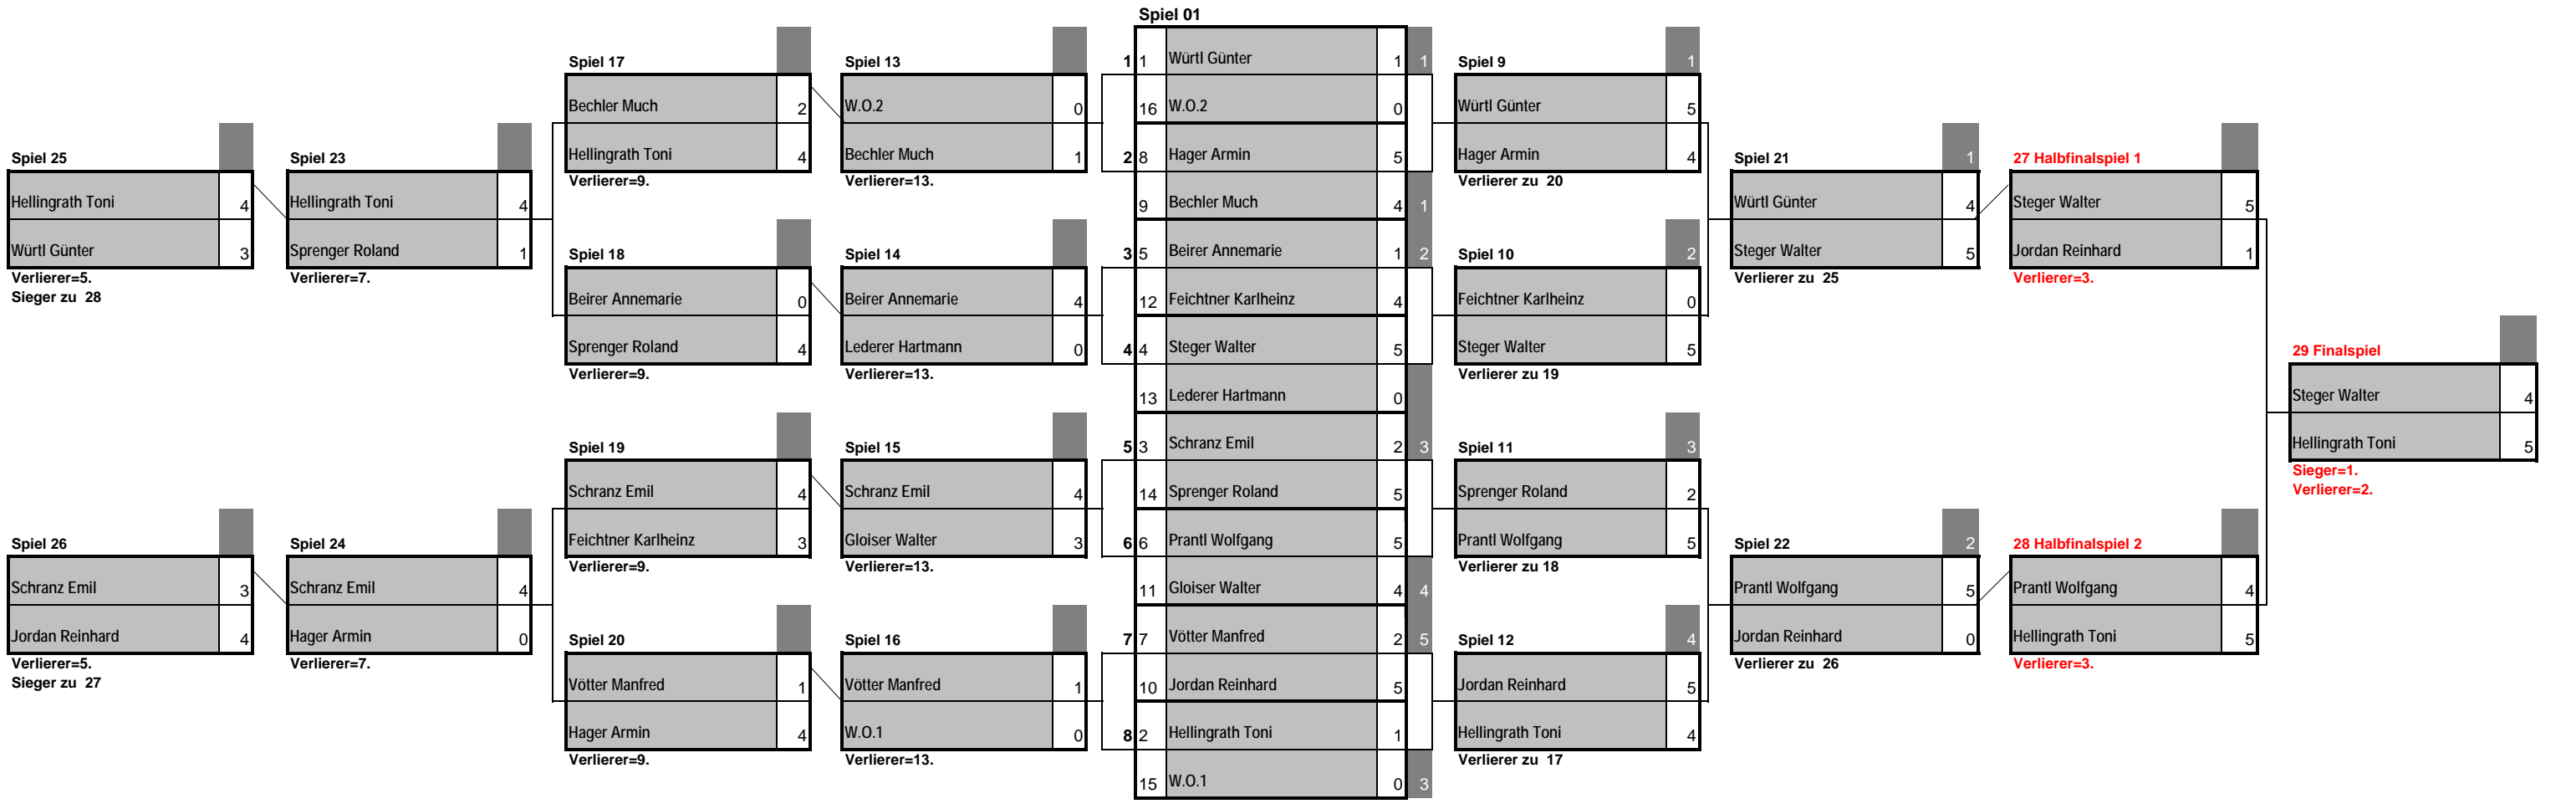 Spiel 25
Hellingrath Toni 4
Würtl Günter 3
Verlierer=5.
Sieger zu 28
Spiel 26
Schranz Emil 3
Jordan Reinhard 4
Verlierer=5.
Sieger zu 27
Spiel 23
Hellingrath Toni 4
Sprenger Roland 1
Verlierer=7.
Spiel 24
Schranz Emil 4
Hager Armin 0
Verlierer=7.
Spiel 17
Bechler Much 2
Hellingrath Toni 4
Verlierer=9.
Spiel 18
Beirer Annemarie 0
Sprenger Roland 4
Verlierer=9.
Spiel 19
Schranz Emil 4
Feichtner Karlheinz 3
Verlierer=9.
Spiel 20
Vötter Manfred 1
Hager Armin 4
Verlierer=9.
Spiel 13
W.O.2 0
Bechler Much 1
Verlierer=13.
Spiel 14
Beirer Annemarie 4
Lederer Hartmann 0
Verlierer=13.
Spiel 15
Schranz Emil 4
Gloiser Walter 3
Verlierer=13.
Spiel 16
Vötter Manfred 1
W.O.1 0
Verlierer=13.
Spiel 01
1 1 Würtl Günter 1 1
16 W.O.2 0
2 8 Hager Armin 5
9 Bechler Much 4 1
3 5 Beirer Annemarie 1 2
12 Feichtner Karlheinz 4
4 4 Steger Walter 5
13 Lederer Hartmann 0
5 3 Schranz Emil 2 3
14 Sprenger Roland 5
6 6 Prantl Wolfgang 5
11 Gloiser Walter 4 4
7 7 Vötter Manfred 2 5
10 Jordan Reinhard 5
8 2 Hellingrath Toni 1
15 W.O.1 0 3
Spiel 9 1
Würtl Günter 5
Hager Armin 4
Verlierer zu 20
Spiel 10 2
Feichtner Karlheinz 0
Steger Walter 5
Verlierer zu 19
Spiel 11 3
Sprenger Roland 2
Prantl Wolfgang 5
Verlierer zu 18
Spiel 12 4
Jordan Reinhard 5
Hellingrath Toni 4
Verlierer zu 17
Spiel 21 1
Würtl Günter 4
Steger Walter 5
Verlierer zu 25
Spiel 22 2
Prantl Wolfgang 5
Jordan Reinhard 0
Verlierer zu 26
27 Halbfinalspiel 1
Steger Walter 5
Jordan Reinhard 1
Verlierer=3.
28 Halbfinalspiel 2
Prantl Wolfgang 4
Hellingrath Toni 5
Verlierer=3.
29 Finalspiel
Steger Walter 4
Hellingrath Toni 5
Sieger=1.
Verlierer=2.